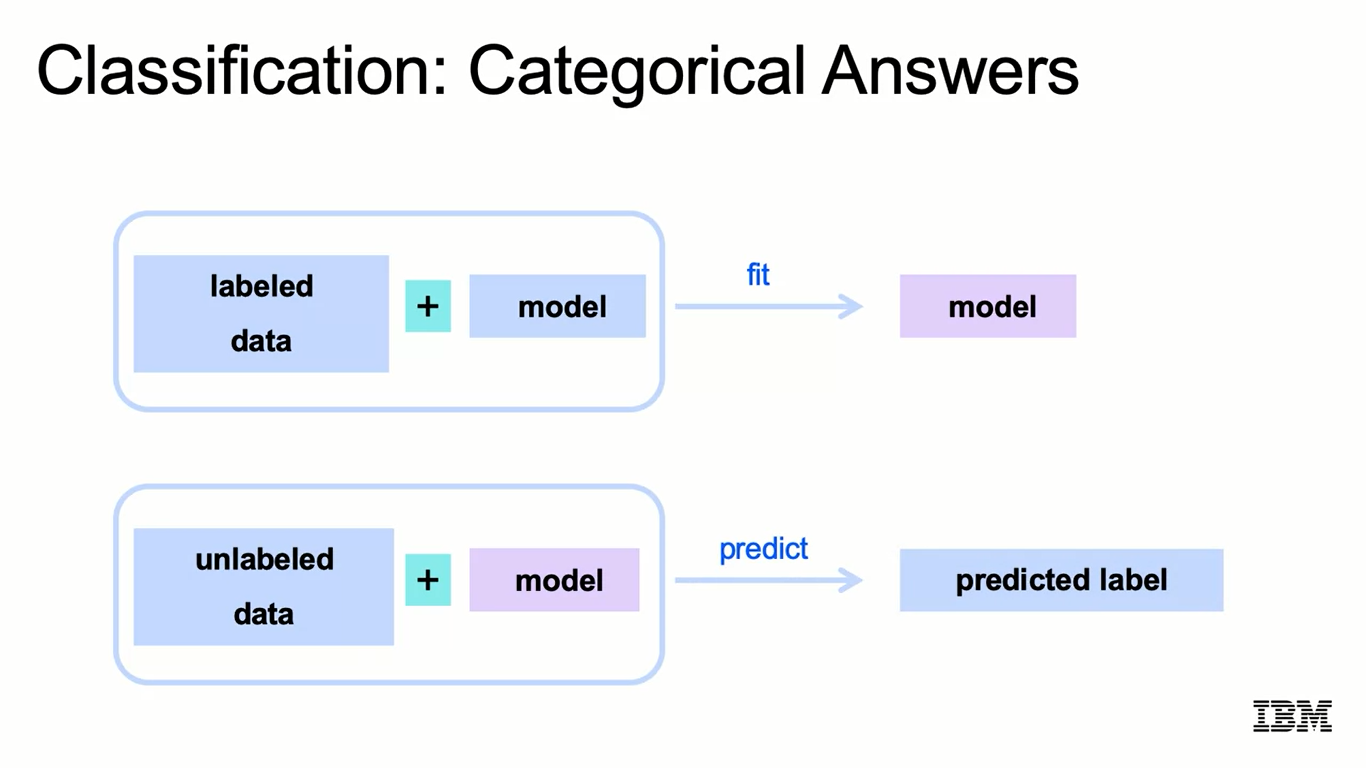 Classification: Categorical Answers
labeled
data
+
model
fit
model
unlabeled
data
+
model
predict
predicted label
IBM